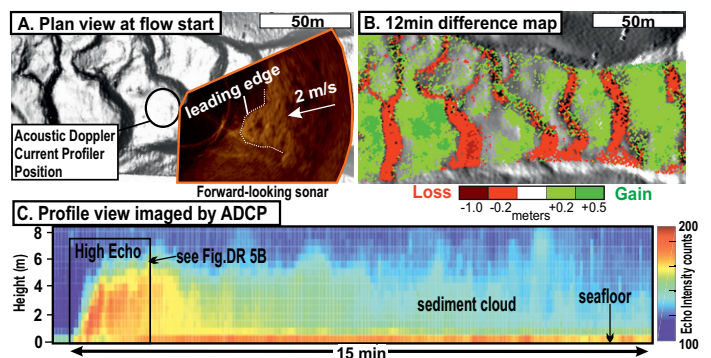 A. Plan view at flow start
50m
leading edge
2 m/s
Acoustic Doppler
Current Profiler
Position
Forward-looking sonar
B. 12min difference map
50m
Loss
Gain
-1.0 -0.2 +0.2 +0.5
meters
C. Profile view imaged by ADCP
Height (m)
8
6
4
2
0
High Echo
see Fig.DR 5B
sediment cloud
seafloor
15 min
200
Echo Intensity counts
100